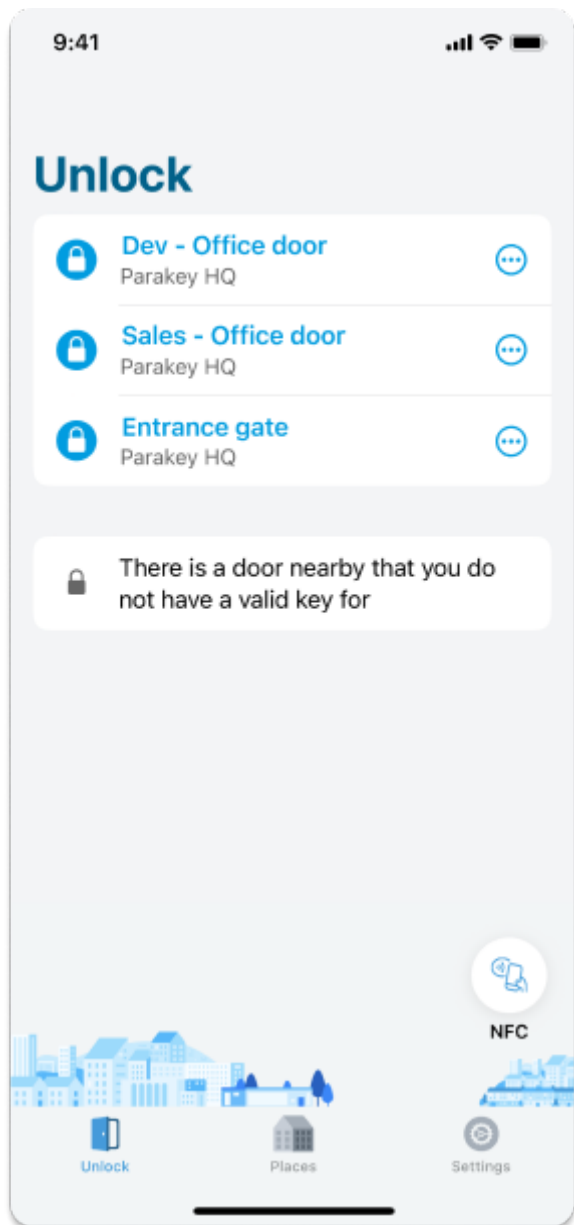 9:41
Unlock
Dev - Office door
Parakey HQ
Sales - Office door
Parakey HQ
Entrance gate
Parakey HQ
There is a door nearby that you do
not have a valid key for
NFC
Unlock
Places
Settings